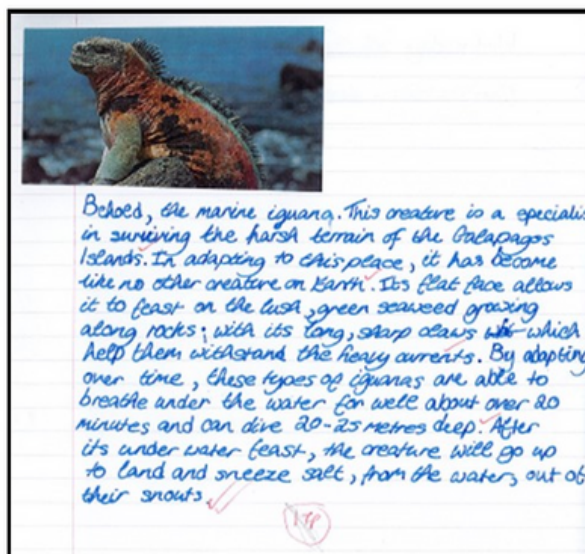 Behoed, the marine iguana. This creature is a specialis
in surviving the harsh terrain of the Galapagos
Islands. In adapting to this place, it has become
like no other creature on Earth. Its flat face allows
it to feast on the lush, green seaweed growing
along rocks; with its long, sharp claws which
help them withstand the heavy currents. By adapting
over time, these types of iguanas are able to
breathe under the water for well about over 20
minutes and can dive 20-25 metres deep. After
its under water feast, the creature will go up
to land and sneeze salt, from the water, out of
their snouts.